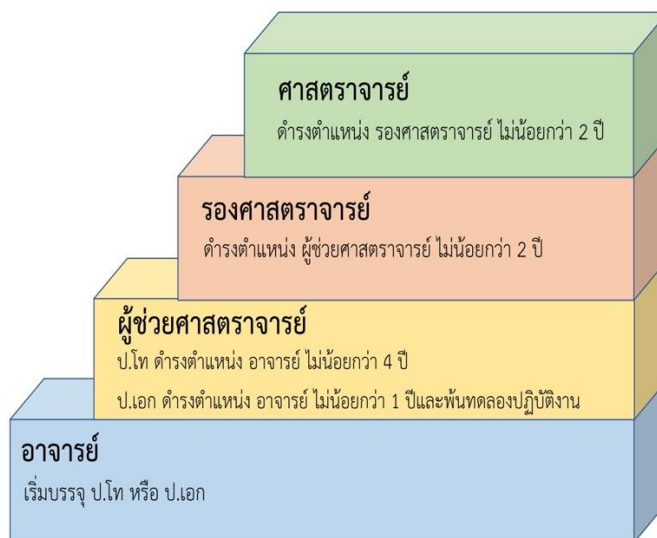 ศาสตราจารย์
ดำรงตำแหน่ง รองศาสตราจารย์ ไม่น้อยกว่า 2 ปี
รองศาสตราจารย์
ดำรงตำแหน่ง ผู้ช่วยศาสตราจารย์ ไม่น้อยกว่า 2 ปี
ผู้ช่วยศาสตราจารย์
ป.โท ดำรงตำแหน่ง อาจารย์ ไม่น้อยกว่า 4 ปี
ป.เอก ดำรงตำแหน่ง อาจารย์ ไม่น้อยกว่า 1 ปีและพ้นทดลองปฏิบัติงาน
อาจารย์
เริ่มบรรจุ ป.โท หรือ ป.เอก